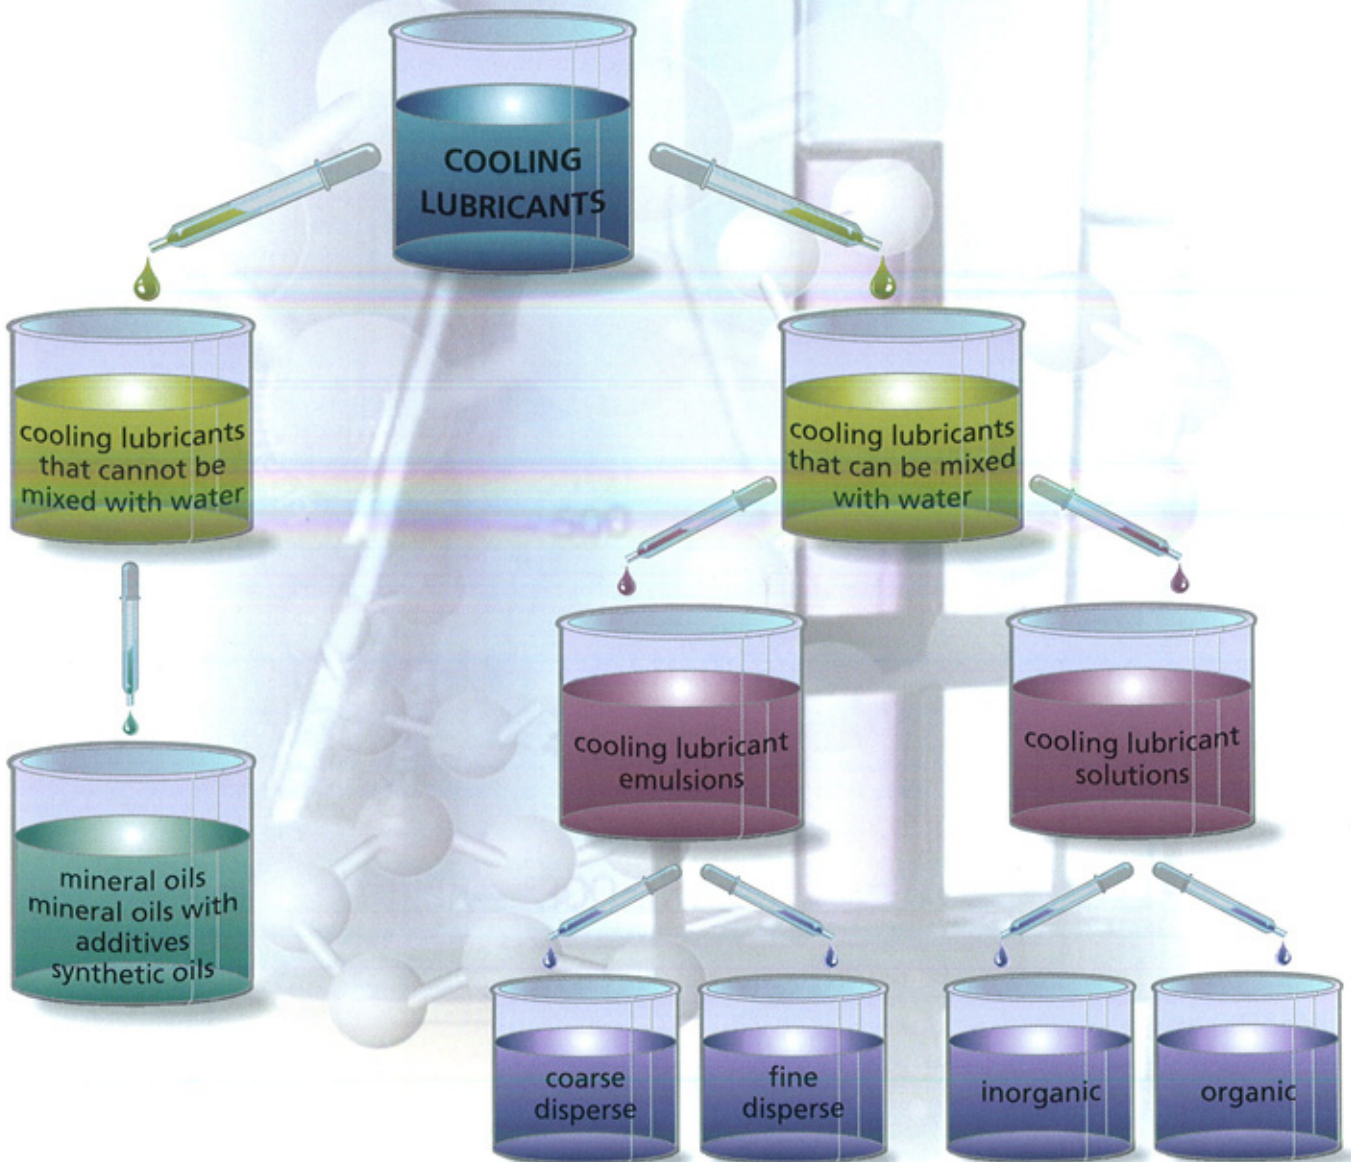 COOLING
LUBRICANTS
cooling lubricants
that cannot be
mixed with water
cooling lubricants
that can be mixed
with water
cooling lubricant
emulsions
cooling lubricant
solutions
mineral oils
mineral oils with
additives
synthetic oils
coarse
disperse
fine
disperse
inorganic
organic